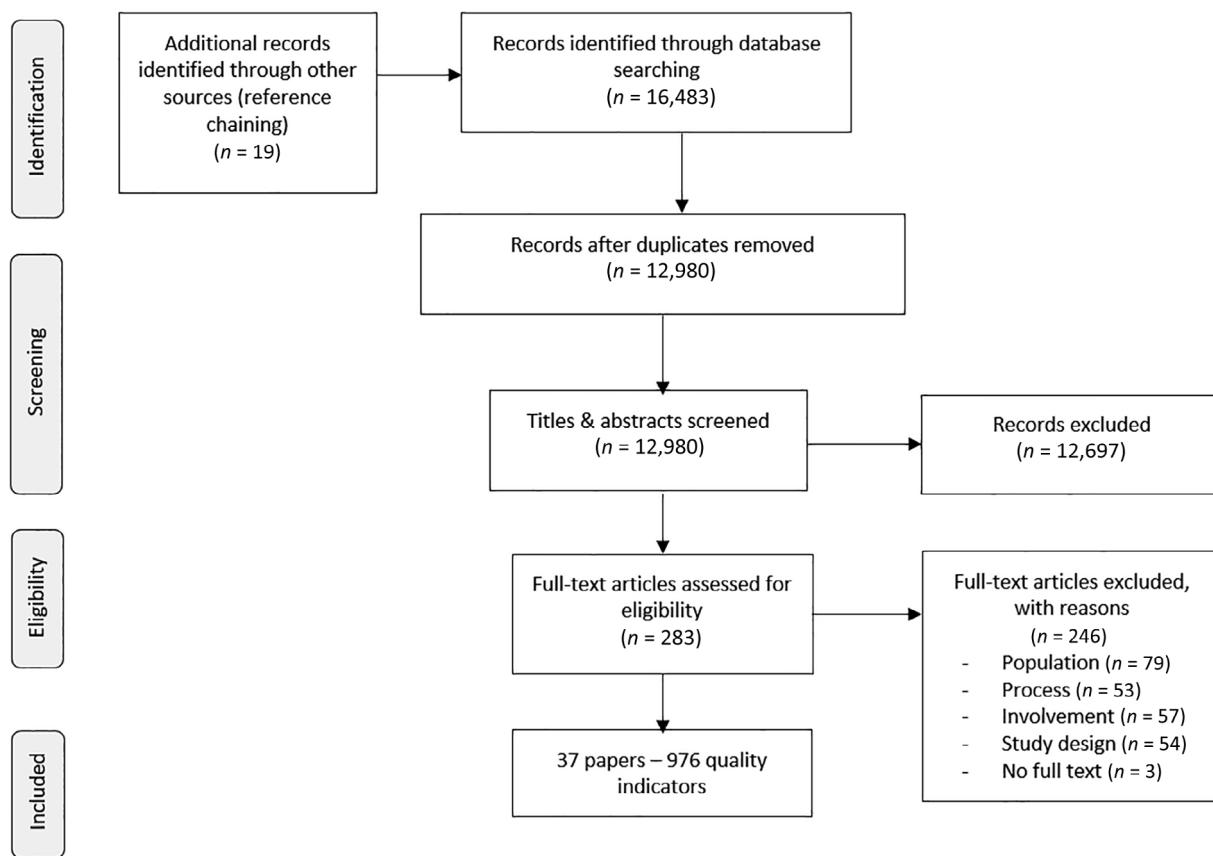 Identification
Additional records
identified through other
sources (reference
chaining)
(n = 19)
Records identified through database
searching
(n = 16,483)
Records after duplicates removed
(n = 12,980)
Screening
Titles & abstracts screened
(n = 12,980)
Records excluded
(n = 12,697)
Eligibility
Full-text articles assessed for
eligibility
(n = 283)
Full-text articles excluded,
with reasons
(n = 246)
- Population (n = 79)
- Process (n = 53)
- Involvement (n = 57)
- Study design (n = 54)
- No full text (n = 3)
Included
37 papers – 976 quality
indicators